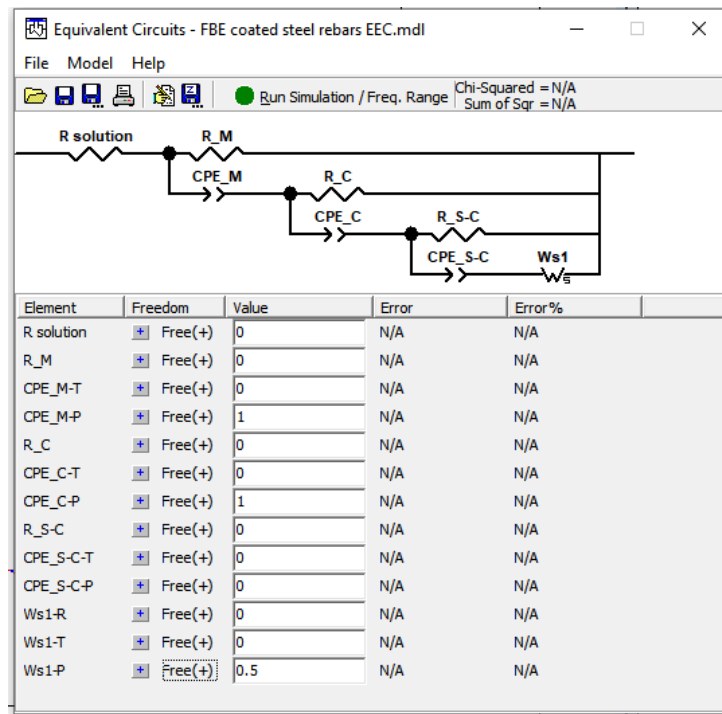 Equivalent Circuits - FBE coated steel rebars EEC.mdl
File Model Help
Run Simulation / Freq. Range Chi-Squared = N/A
Sum of Sqr = N/A
R solution R_M
CPE_M R_C
CPE_C R_S-C
CPE_S-C Ws1
Element Freedom Value Error Error%
R solution + Free(+) 0 N/A N/A
R_M + Free(+) 0 N/A N/A
CPE_M-T + Free(+) 0 N/A N/A
CPE_M-P + Free(+) 1 N/A N/A
R_C + Free(+) 0 N/A N/A
CPE_C-T + Free(+) 0 N/A N/A
CPE_C-P + Free(+) 1 N/A N/A
R_S-C + Free(+) 0 N/A N/A
CPE_S-C-T + Free(+) 0 N/A N/A
CPE_S-C-P + Free(+) 0 N/A N/A
Ws1-R + Free(+) 0 N/A N/A
Ws1-T + Free(+) 0 N/A N/A
Ws1-P + Free(+) 0.5 N/A N/A